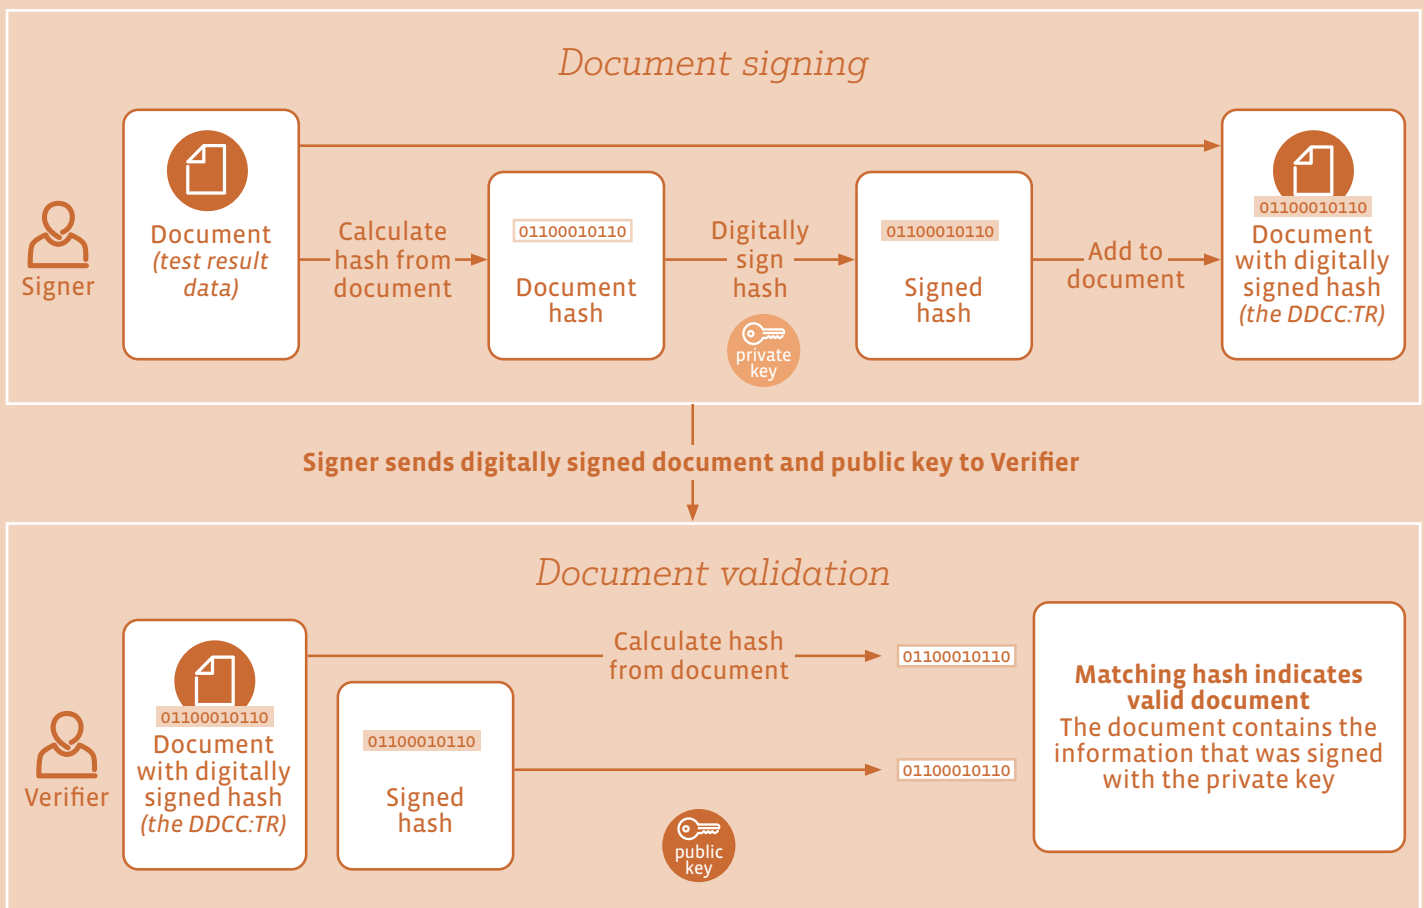 Document signing
Signer
Document
(test result
data)
Calculate
hash from
document
01100010110
Document
hash
Digitally
sign
hash
private
key
01100010110
Signed
hash
Add to
document
01100010110
Document
with digitally
signed hash
(the DDCC:TR)
Signer sends digitally signed document and public key to Verifier
Document validation
Verifier
01100010110
Document
with digitally
signed hash
(the DDCC:TR)
01100010110
Signed
hash
Calculate hash
from document
01100010110
public
key
01100010110
Matching hash indicates
valid document
The document contains the
information that was signed
with the private key